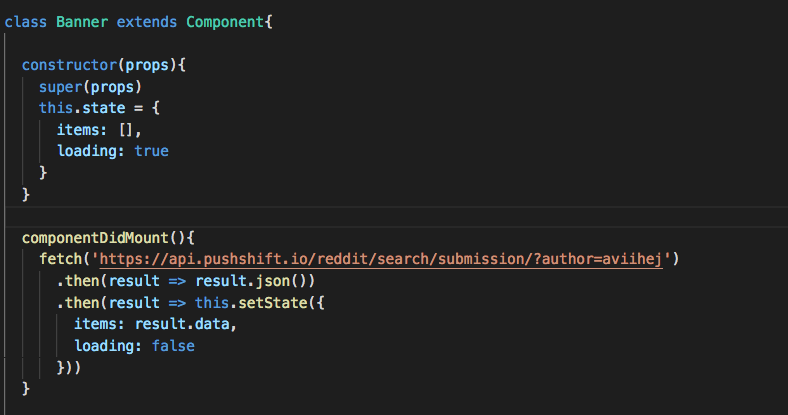 class Banner extends Component{
constructor(props){
super(props)
this.state = {
items: [],
loading: true
}
}
componentDidMount(){
fetch('https://api.pushshift.io/reddit/search/submission/?author=aviihej')
.then(result => result.json())
.then(result => this.setState({
items: result.data,
loading: false
}))
}